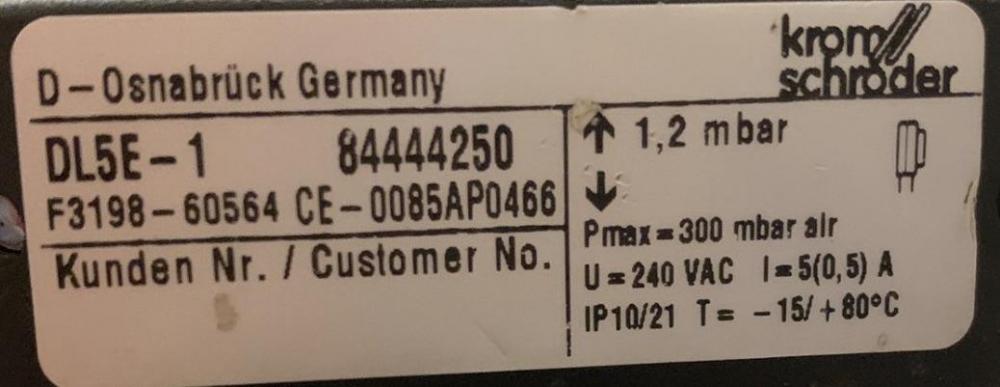 krom
schröder
D-Osnabrück Germany
DL5E-1 84444250
F3198-60564 CE-0085AP0466
Kunden Nr. / Customer No.
↑ 1,2 mbar
↓
Pmax=300 mbar air
U=240 VAC I=5(0,5) A
IP10/21 T= -15/+80°C